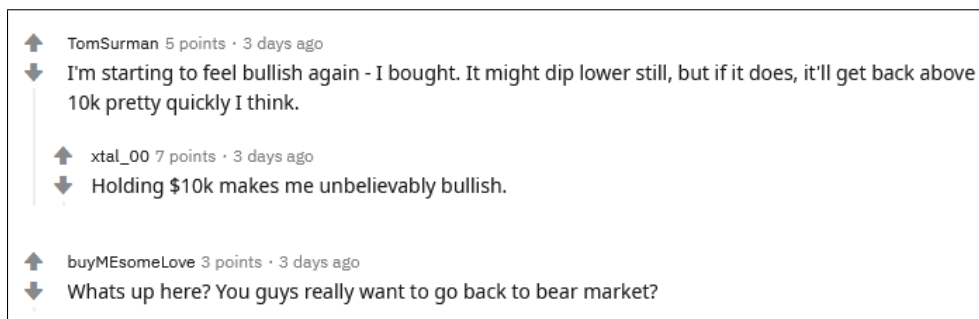 TomSurman 5 points · 3 days ago
I'm starting to feel bullish again - I bought. It might dip lower still, but if it does, it'll get back above
10k pretty quickly I think.
xtal_00 7 points · 3 days ago
Holding $10k makes me unbelievably bullish.
buyMEsomeLove 3 points · 3 days ago
Whats up here? You guys really want to go back to bear market?